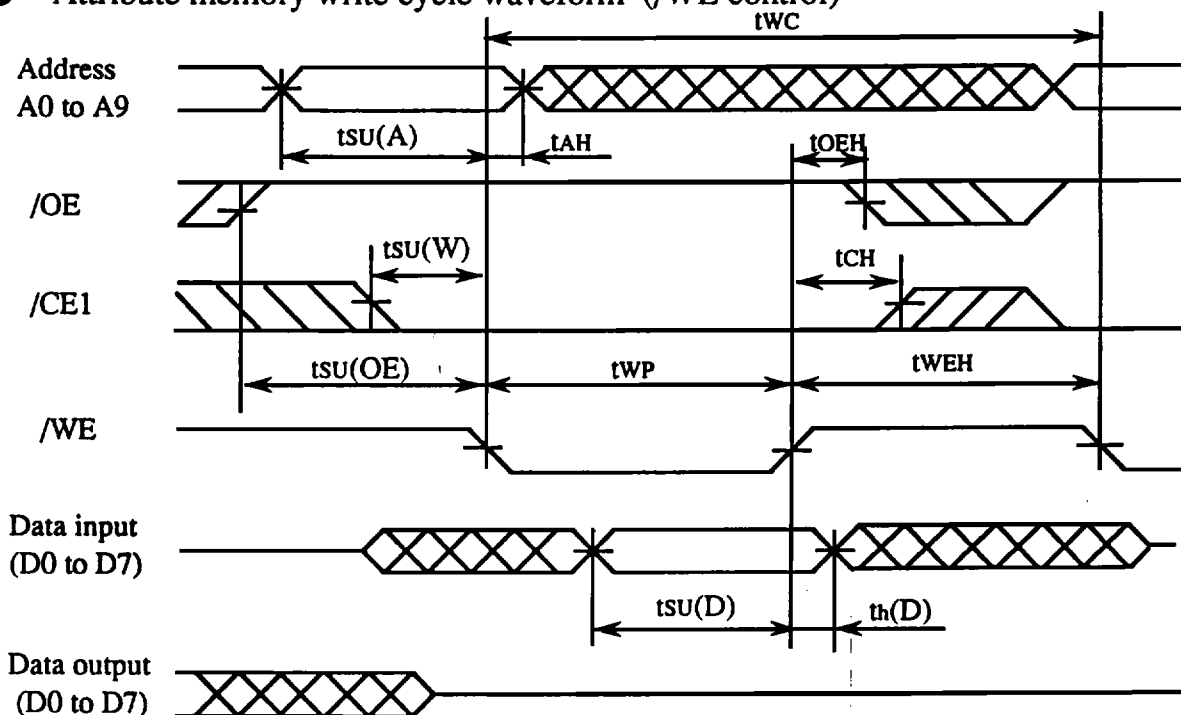 Attribute memory write cycle waveform (/WE control)
tWC
Address
A0 to A9
tSU(A)
tAH
tOEH
/OE
tSU(W)
tCH
/CE1
tSU(OE)
tWP
tWEH
/WE
Data input
(D0 to D7)
tSU(D)
th(D)
Data output
(D0 to D7)